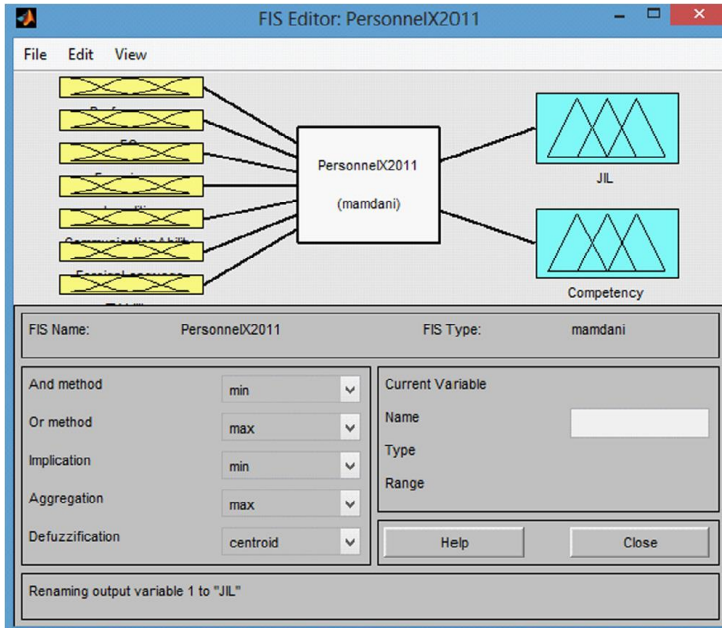 FIS Editor: PersonnelX2011
File Edit View
PersonnelX2011
(mamdani)
JIL
Competency
FIS Name: PersonnelX2011 FIS Type: mamdani
And method min
Or method max
Implication min
Aggregation max
Defuzzification centroid
Current Variable
Name
Type
Range
Help Close
Renaming output variable 1 to "JIL"